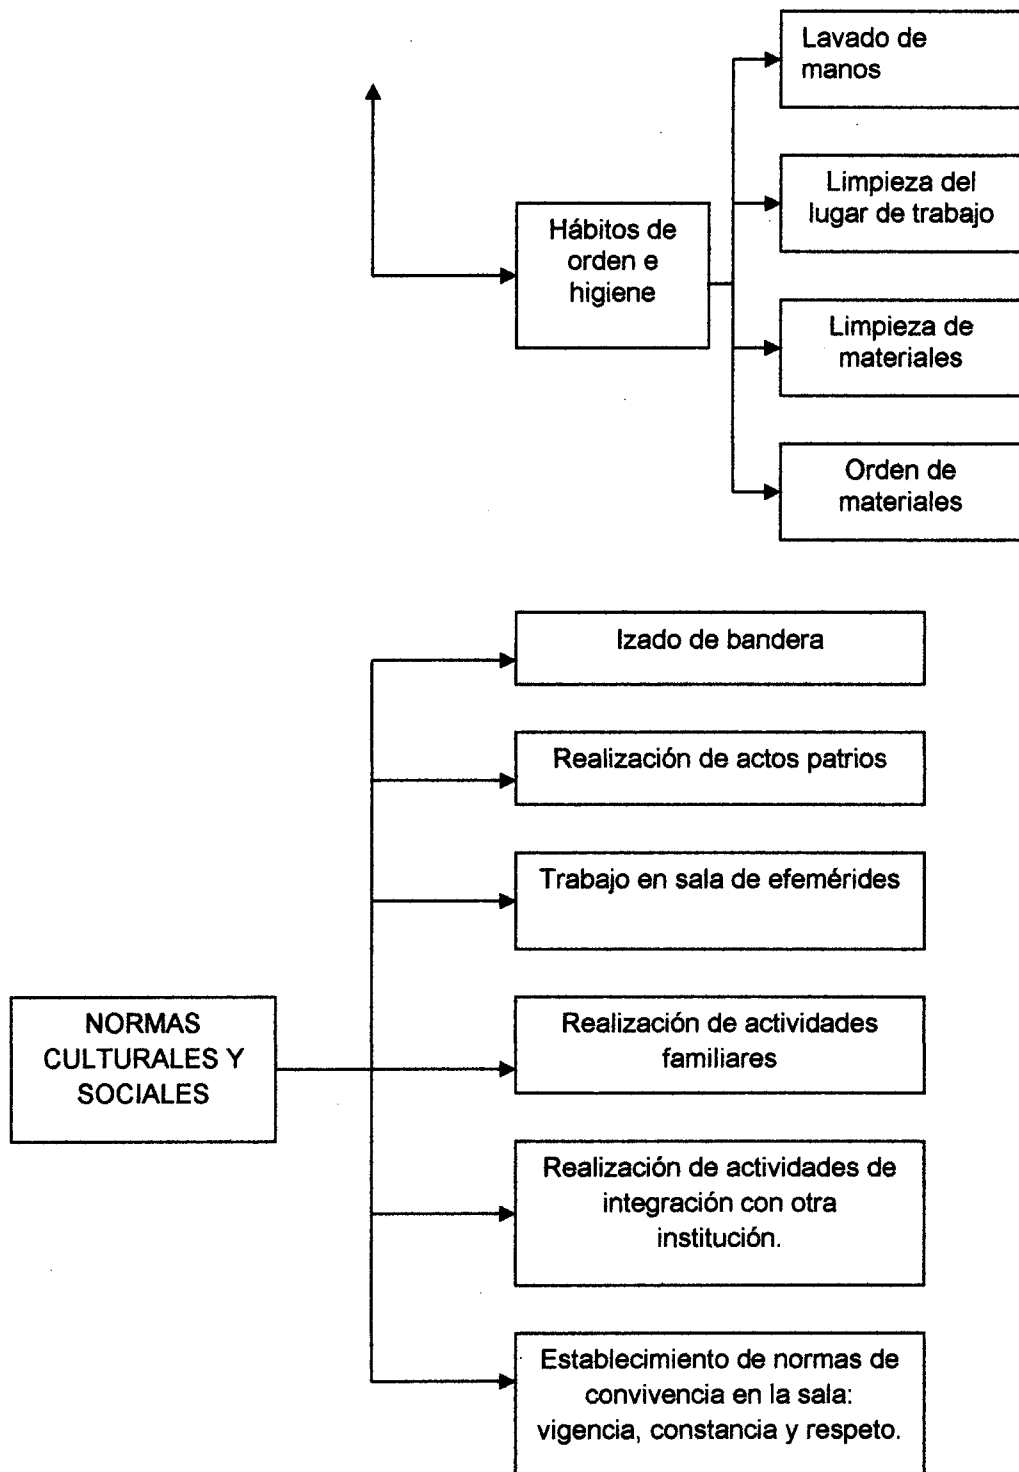 Lavado de
manos
Limpieza del
lugar de trabajo
Hábitos de
orden e
higiene
Limpieza de
materiales
Orden de
materiales
Izado de bandera
Realización de actos patrios
Trabajo en sala de efemérides
NORMAS
CULTURALES Y
SOCIALES
Realización de actividades
familiares
Realización de actividades de
integración con otra
institución.
Establecimiento de normas de
convivencia en la sala:
vigencia, constancia y respeto.